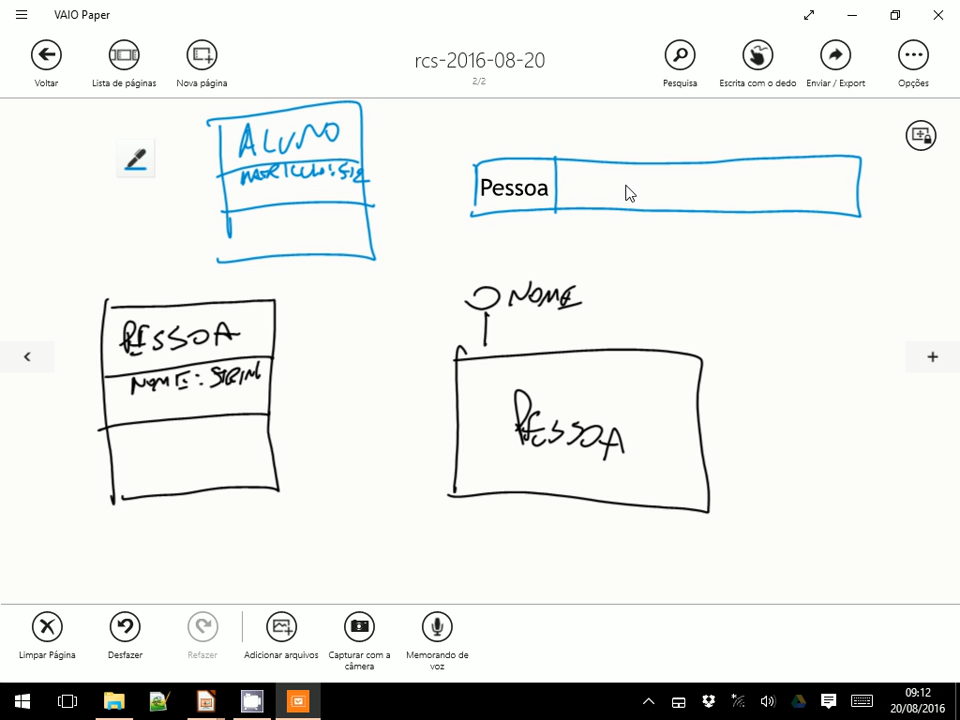 VAIO Paper
Voltar
Lista de páginas
Nova página
rcs-2016-08-20
2/2
Pesquisa
Escrita com o dedo
Enviar / Export
Opções
ALUNO
Pessoa
NOME
PESSOA
NOME: STRING
PESSOA
Limpar Página
Desfazer
Refazer
Adicionar arquivos
Capturar com a
câmera
Memorando de
voz
09:12
20/08/2016